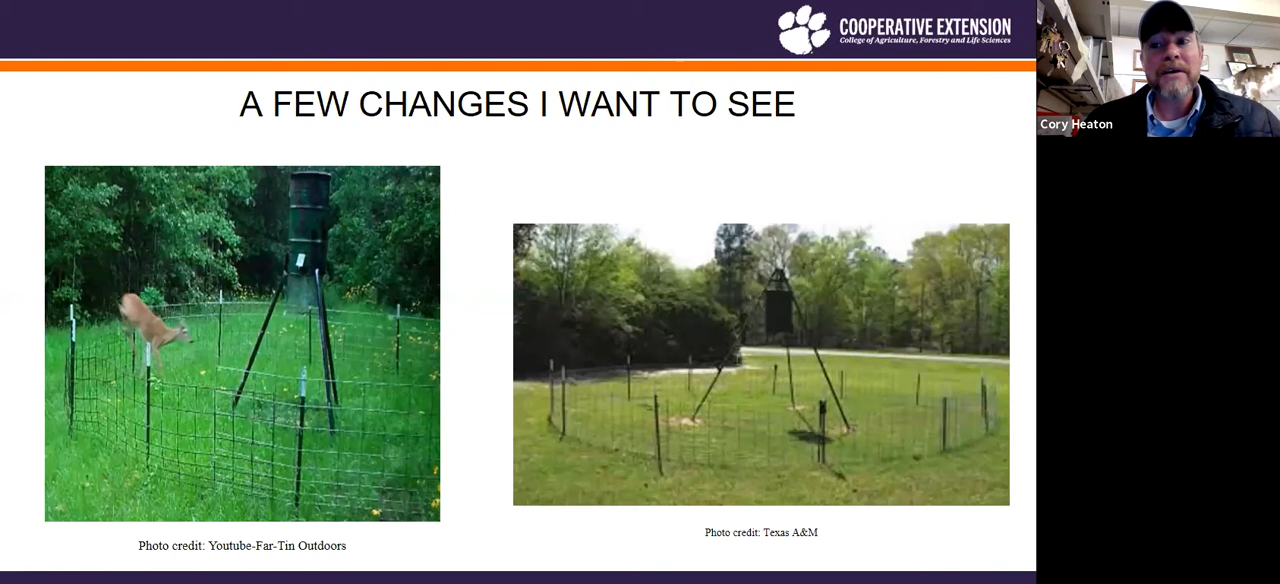 COOPERATIVE EXTENSION
College of Agriculture, Forestry and Life Sciences
Cory Heaton
A FEW CHANGES I WANT TO SEE
Photo credit: Youtube-Far-Tin Outdoors
Photo credit: Texas A&M